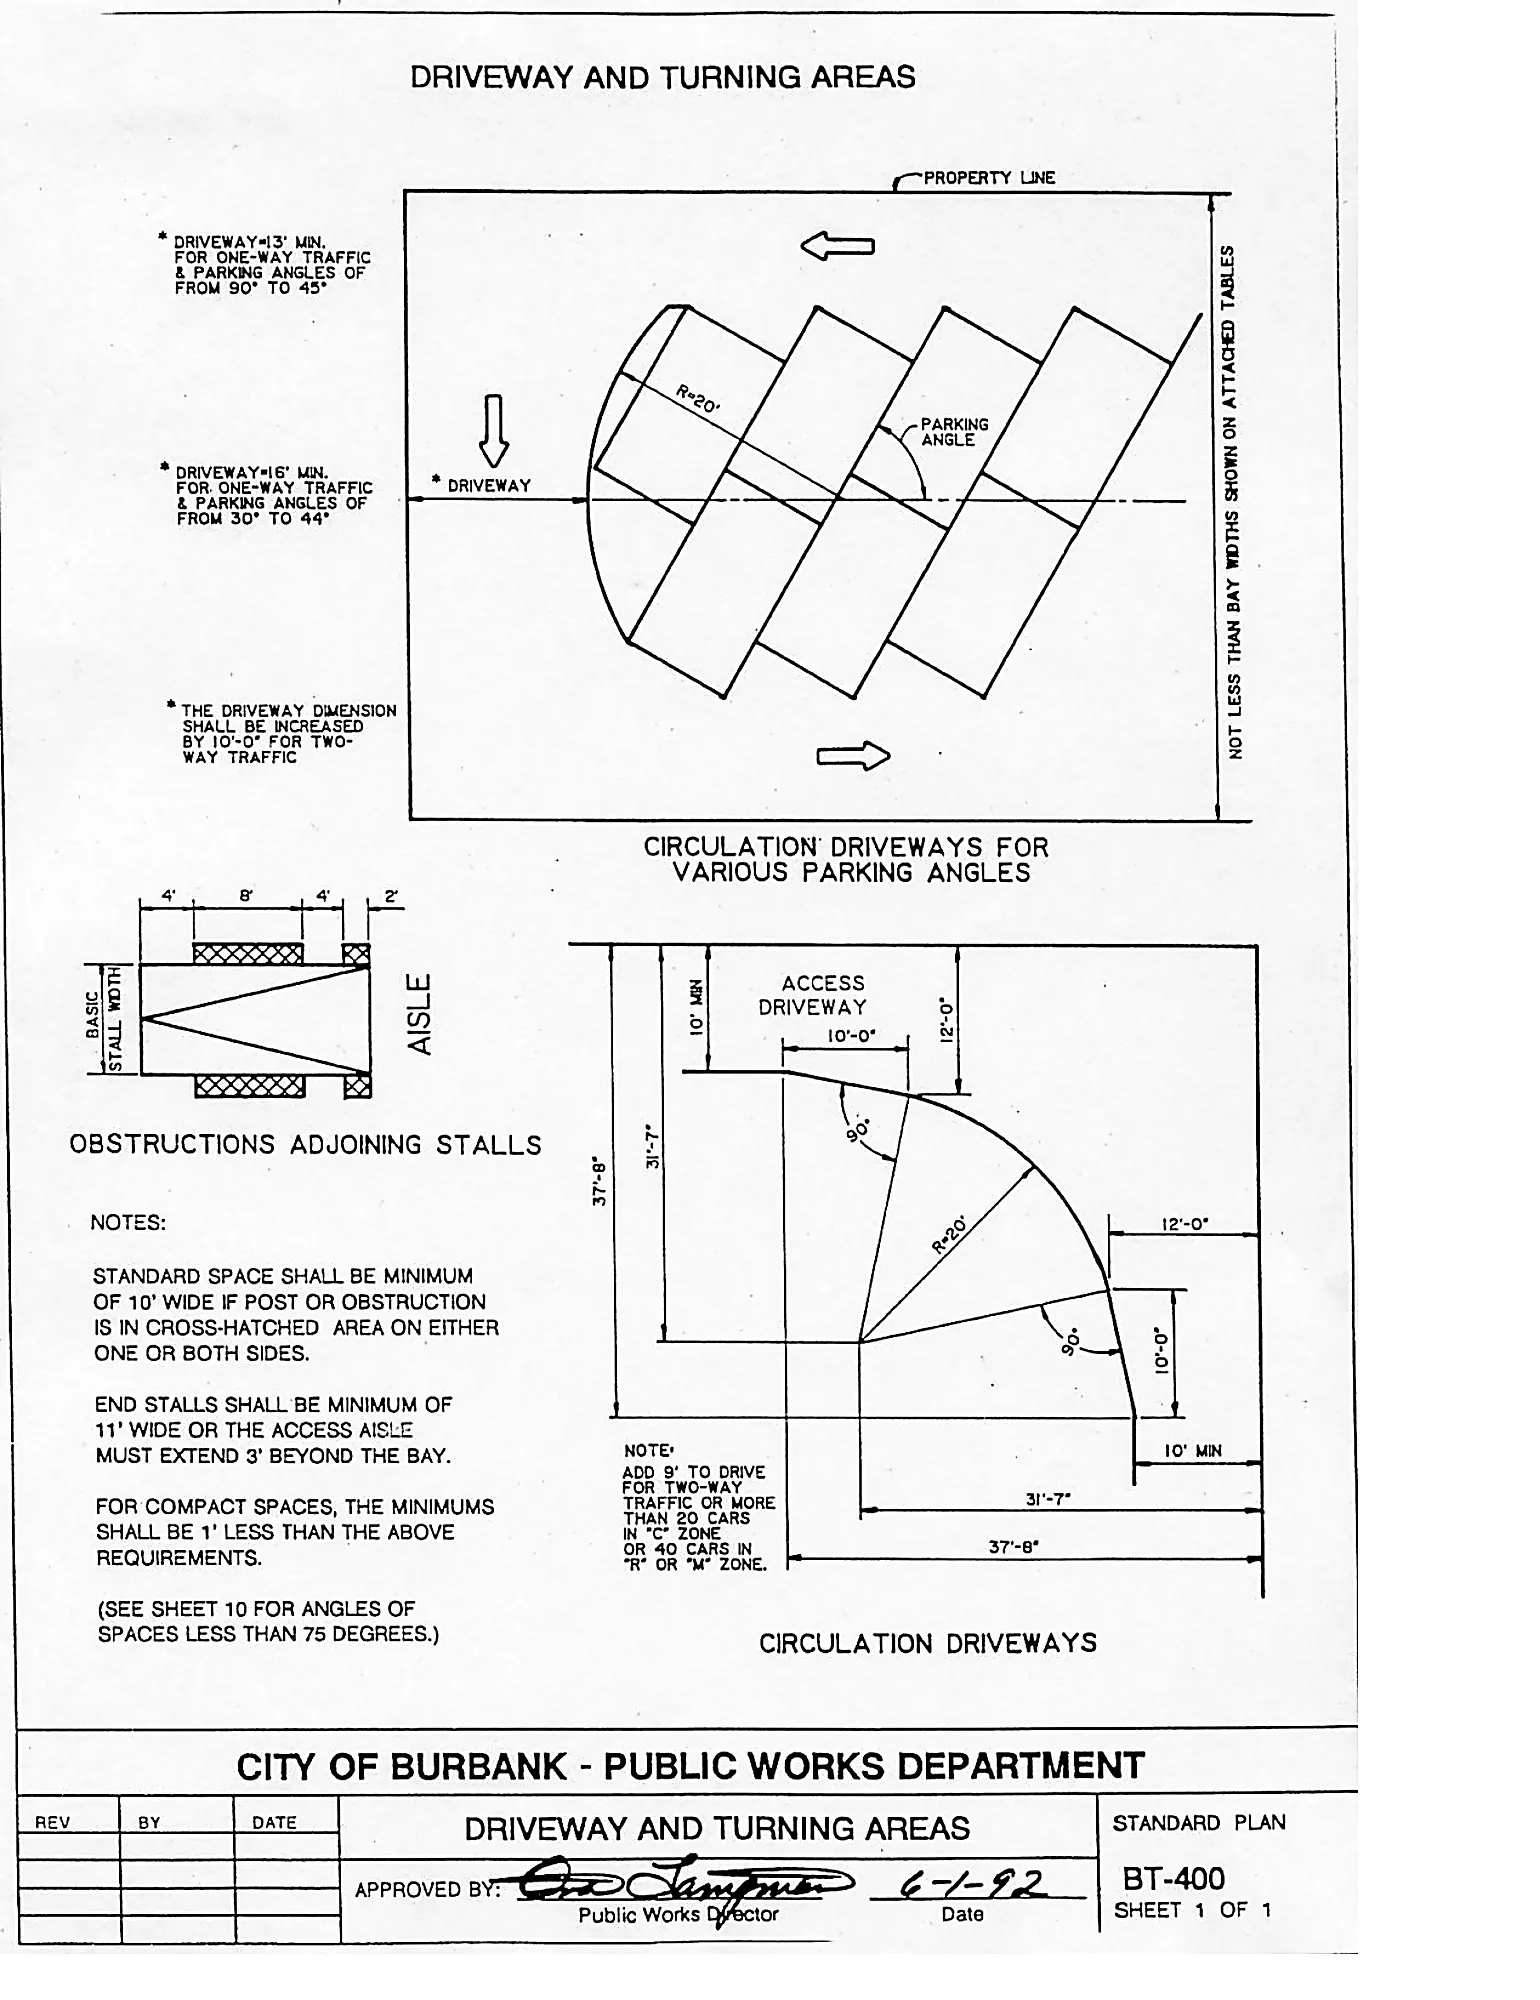 DRIVEWAY AND TURNING AREAS
PROPERTY LINE
* DRIVEWAY=13' MIN.
FOR ONE-WAY TRAFFIC
& PARKING ANGLES OF
FROM 90° TO 45°
R=20'
PARKING
ANGLE
* DRIVEWAY
* DRIVEWAY=16' MIN.
FOR ONE-WAY TRAFFIC
& PARKING ANGLES OF
FROM 30° TO 44°
NOT LESS THAN BAY WIDTHS SHOWN ON ATTACHED TABLES
* THE DRIVEWAY DIMENSION
SHALL BE INCREASED
BY 10'-0" FOR TWO-
WAY TRAFFIC
CIRCULATION DRIVEWAYS FOR
VARIOUS PARKING ANGLES
4' 8' 4' 2'
BASIC
STALL WIDTH
AISLE
OBSTRUCTIONS ADJOINING STALLS
NOTES:
STANDARD SPACE SHALL BE MINIMUM
OF 10' WIDE IF POST OR OBSTRUCTION
IS IN CROSS-HATCHED AREA ON EITHER
ONE OR BOTH SIDES.
END STALLS SHALL BE MINIMUM OF
11' WIDE OR THE ACCESS AISLE
MUST EXTEND 3' BEYOND THE BAY.
FOR COMPACT SPACES, THE MINIMUMS
SHALL BE 1' LESS THAN THE ABOVE
REQUIREMENTS.
(SEE SHEET 10 FOR ANGLES OF
SPACES LESS THAN 75 DEGREES.)
10' MIN
ACCESS
DRIVEWAY
10'-0"
12'-0"
90°
31'-7"
37'-8"
R=20'
12'-0"
90°
10'-0"
10' MIN
31'-7"
37'-8"
NOTE:
ADD 9' TO DRIVE
FOR TWO-WAY
TRAFFIC OR MORE
THAN 20 CARS
IN "C" ZONE
OR 40 CARS IN
"R" OR "M" ZONE.
CIRCULATION DRIVEWAYS
CITY OF BURBANK - PUBLIC WORKS DEPARTMENT
REV BY DATE
DRIVEWAY AND TURNING AREAS
APPROVED BY: 6-1-92
Public Works Director Date
STANDARD PLAN
BT-400
SHEET 1 OF 1